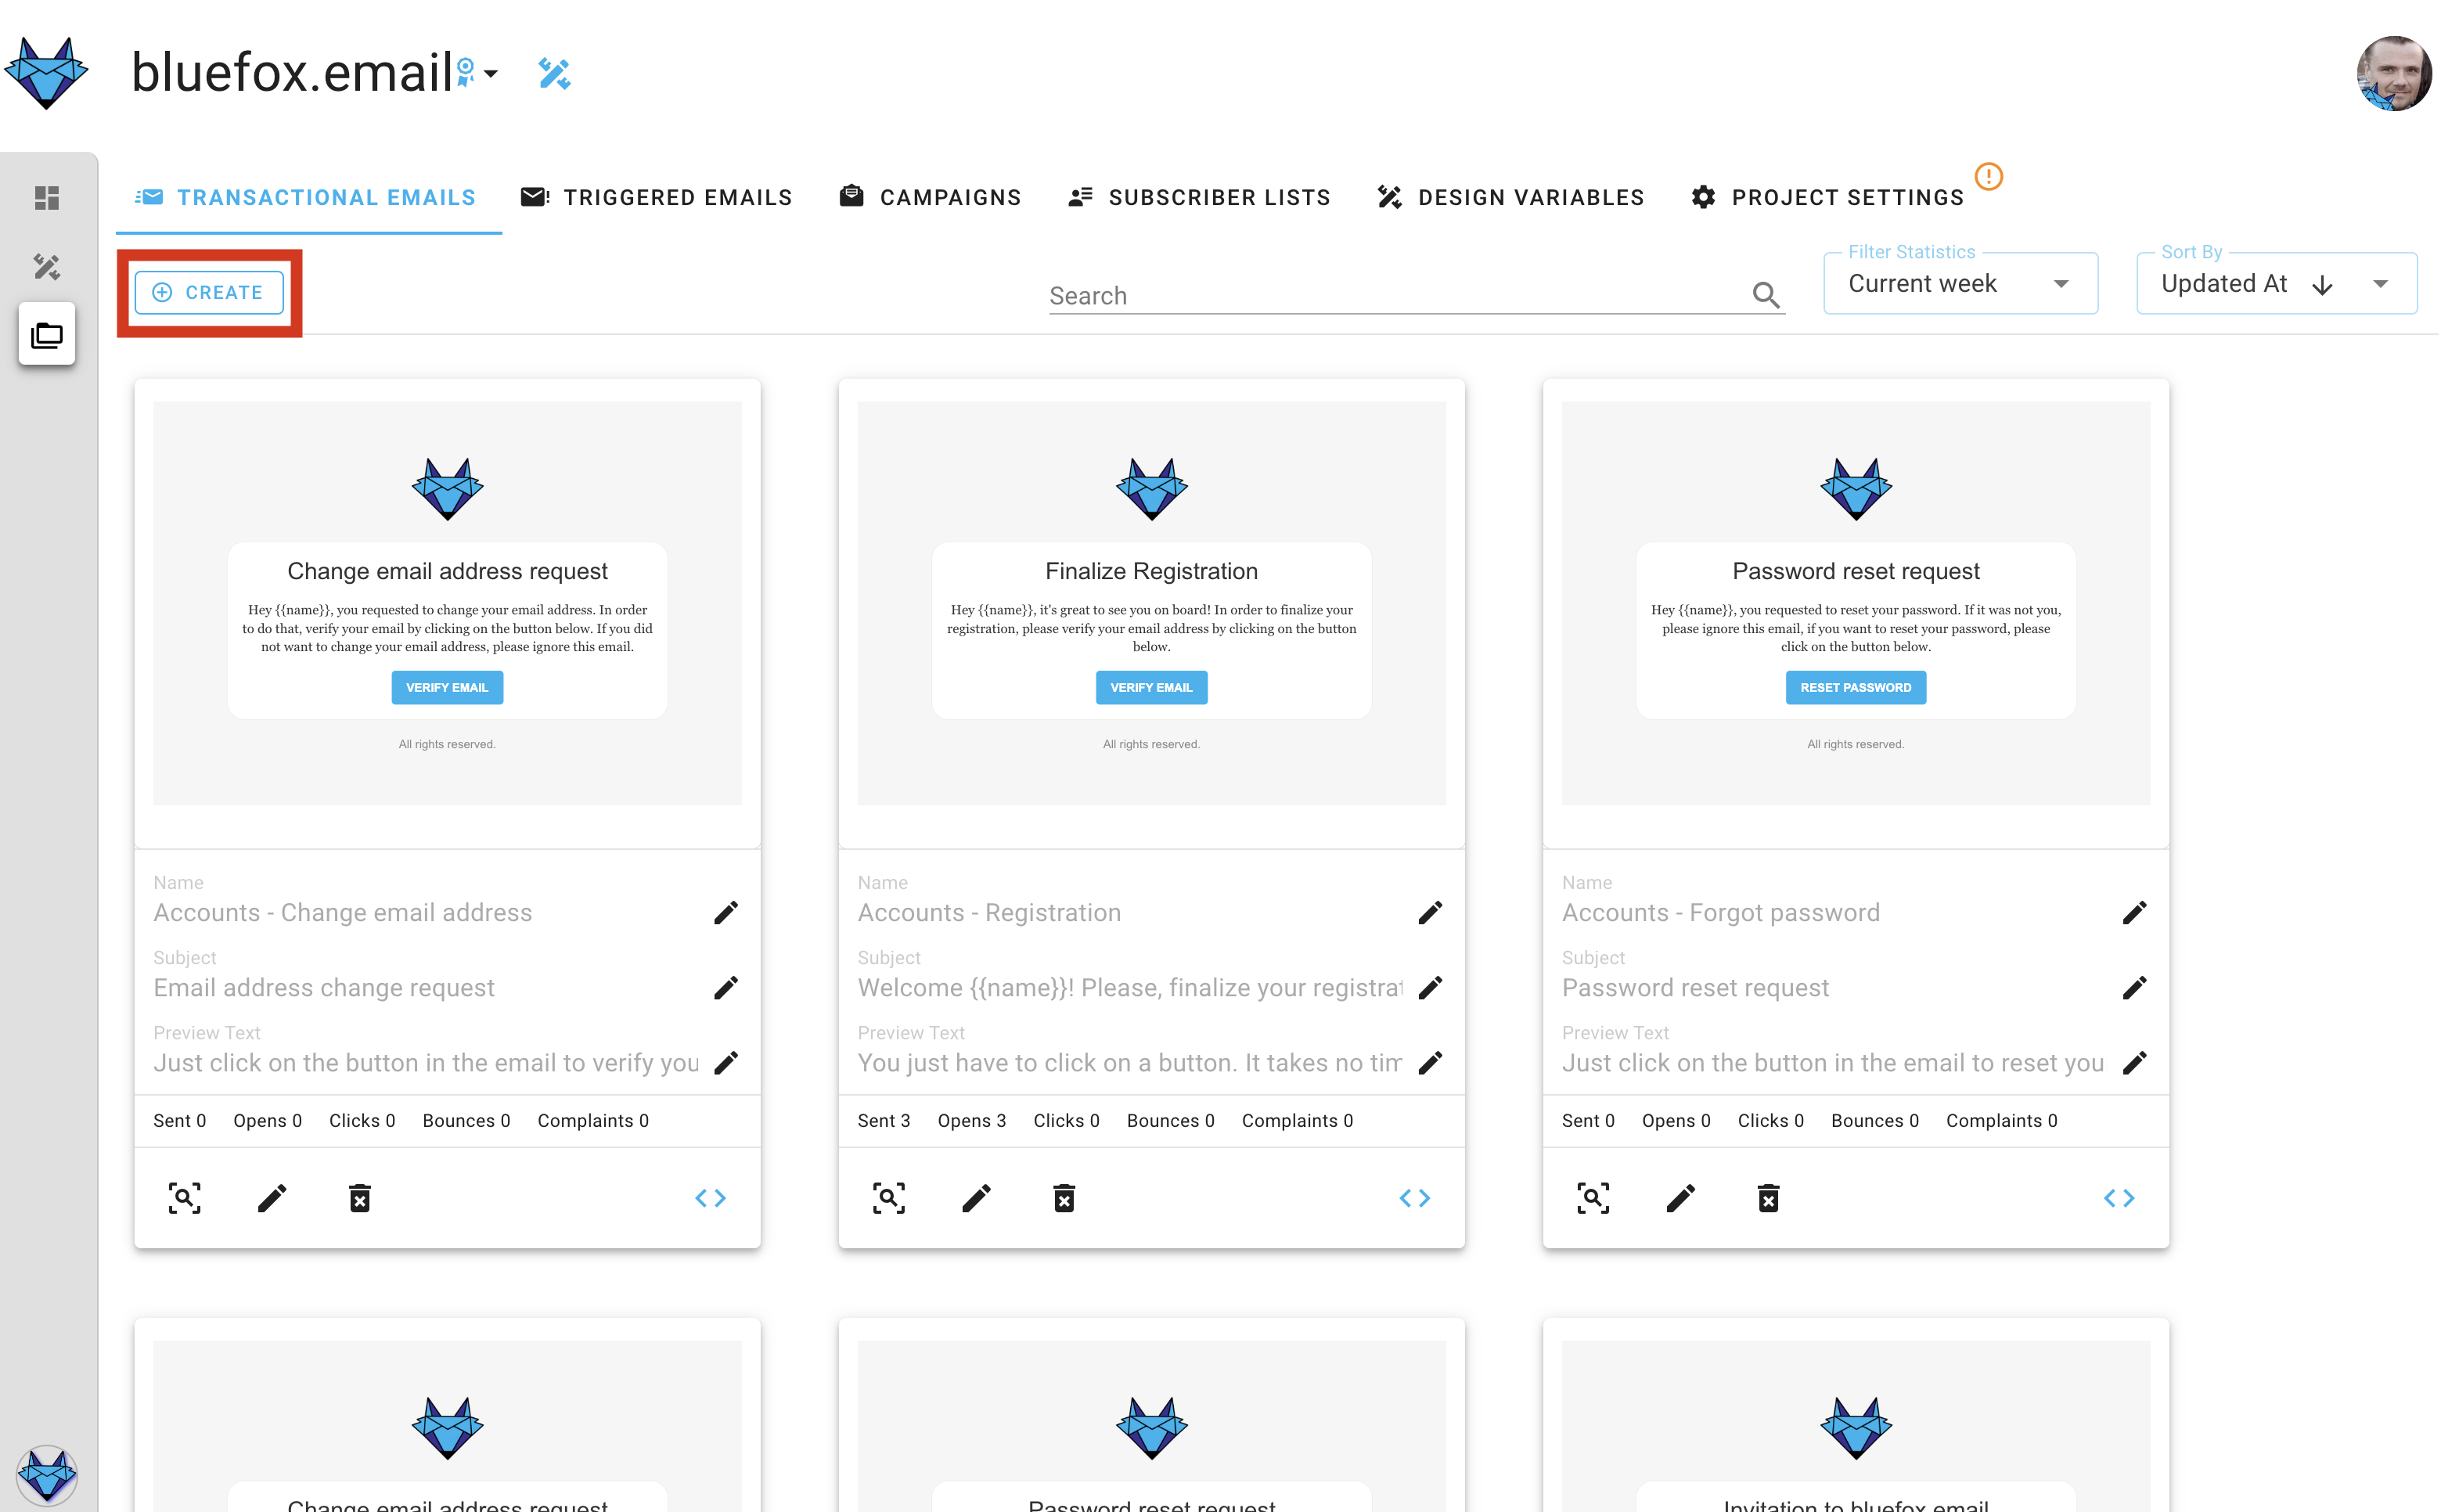 bluefox.email
TRANSACTIONAL EMAILS
TRIGGERED EMAILS
CAMPAIGNS
SUBSCRIBER LISTS
DESIGN VARIABLES
PROJECT SETTINGS
CREATE
Search
Filter Statistics
Current week
Sort By
Updated At
Change email address request
Hey {{name}}, you requested to change your email address. In order
to do that, verify your email by clicking on the button below. If you did
not want to change your email address, please ignore this email.
VERIFY EMAIL
All rights reserved.
Name
Accounts - Change email address
Subject
Email address change request
Preview Text
Just click on the button in the email to verify you
Sent 0 Opens 0 Clicks 0 Bounces 0 Complaints 0
Finalize Registration
Hey {{name}}, it's great to see you on board! In order to finalize your
registration, please verify your email address by clicking on the button
below.
VERIFY EMAIL
All rights reserved.
Name
Accounts - Registration
Subject
Welcome {{name}}! Please, finalize your registrat
Preview Text
You just have to click on a button. It takes no tim
Sent 3 Opens 3 Clicks 0 Bounces 0 Complaints 0
Password reset request
Hey {{name}}, you requested to reset your password. If it was not you,
please ignore this email, if you want to reset your password, please
click on the button below.
RESET PASSWORD
All rights reserved.
Name
Accounts - Forgot password
Subject
Password reset request
Preview Text
Just click on the button in the email to reset you
Sent 0 Opens 0 Clicks 0 Bounces 0 Complaints 0
Change email address request
Password reset request
Invitation to bluefox.email